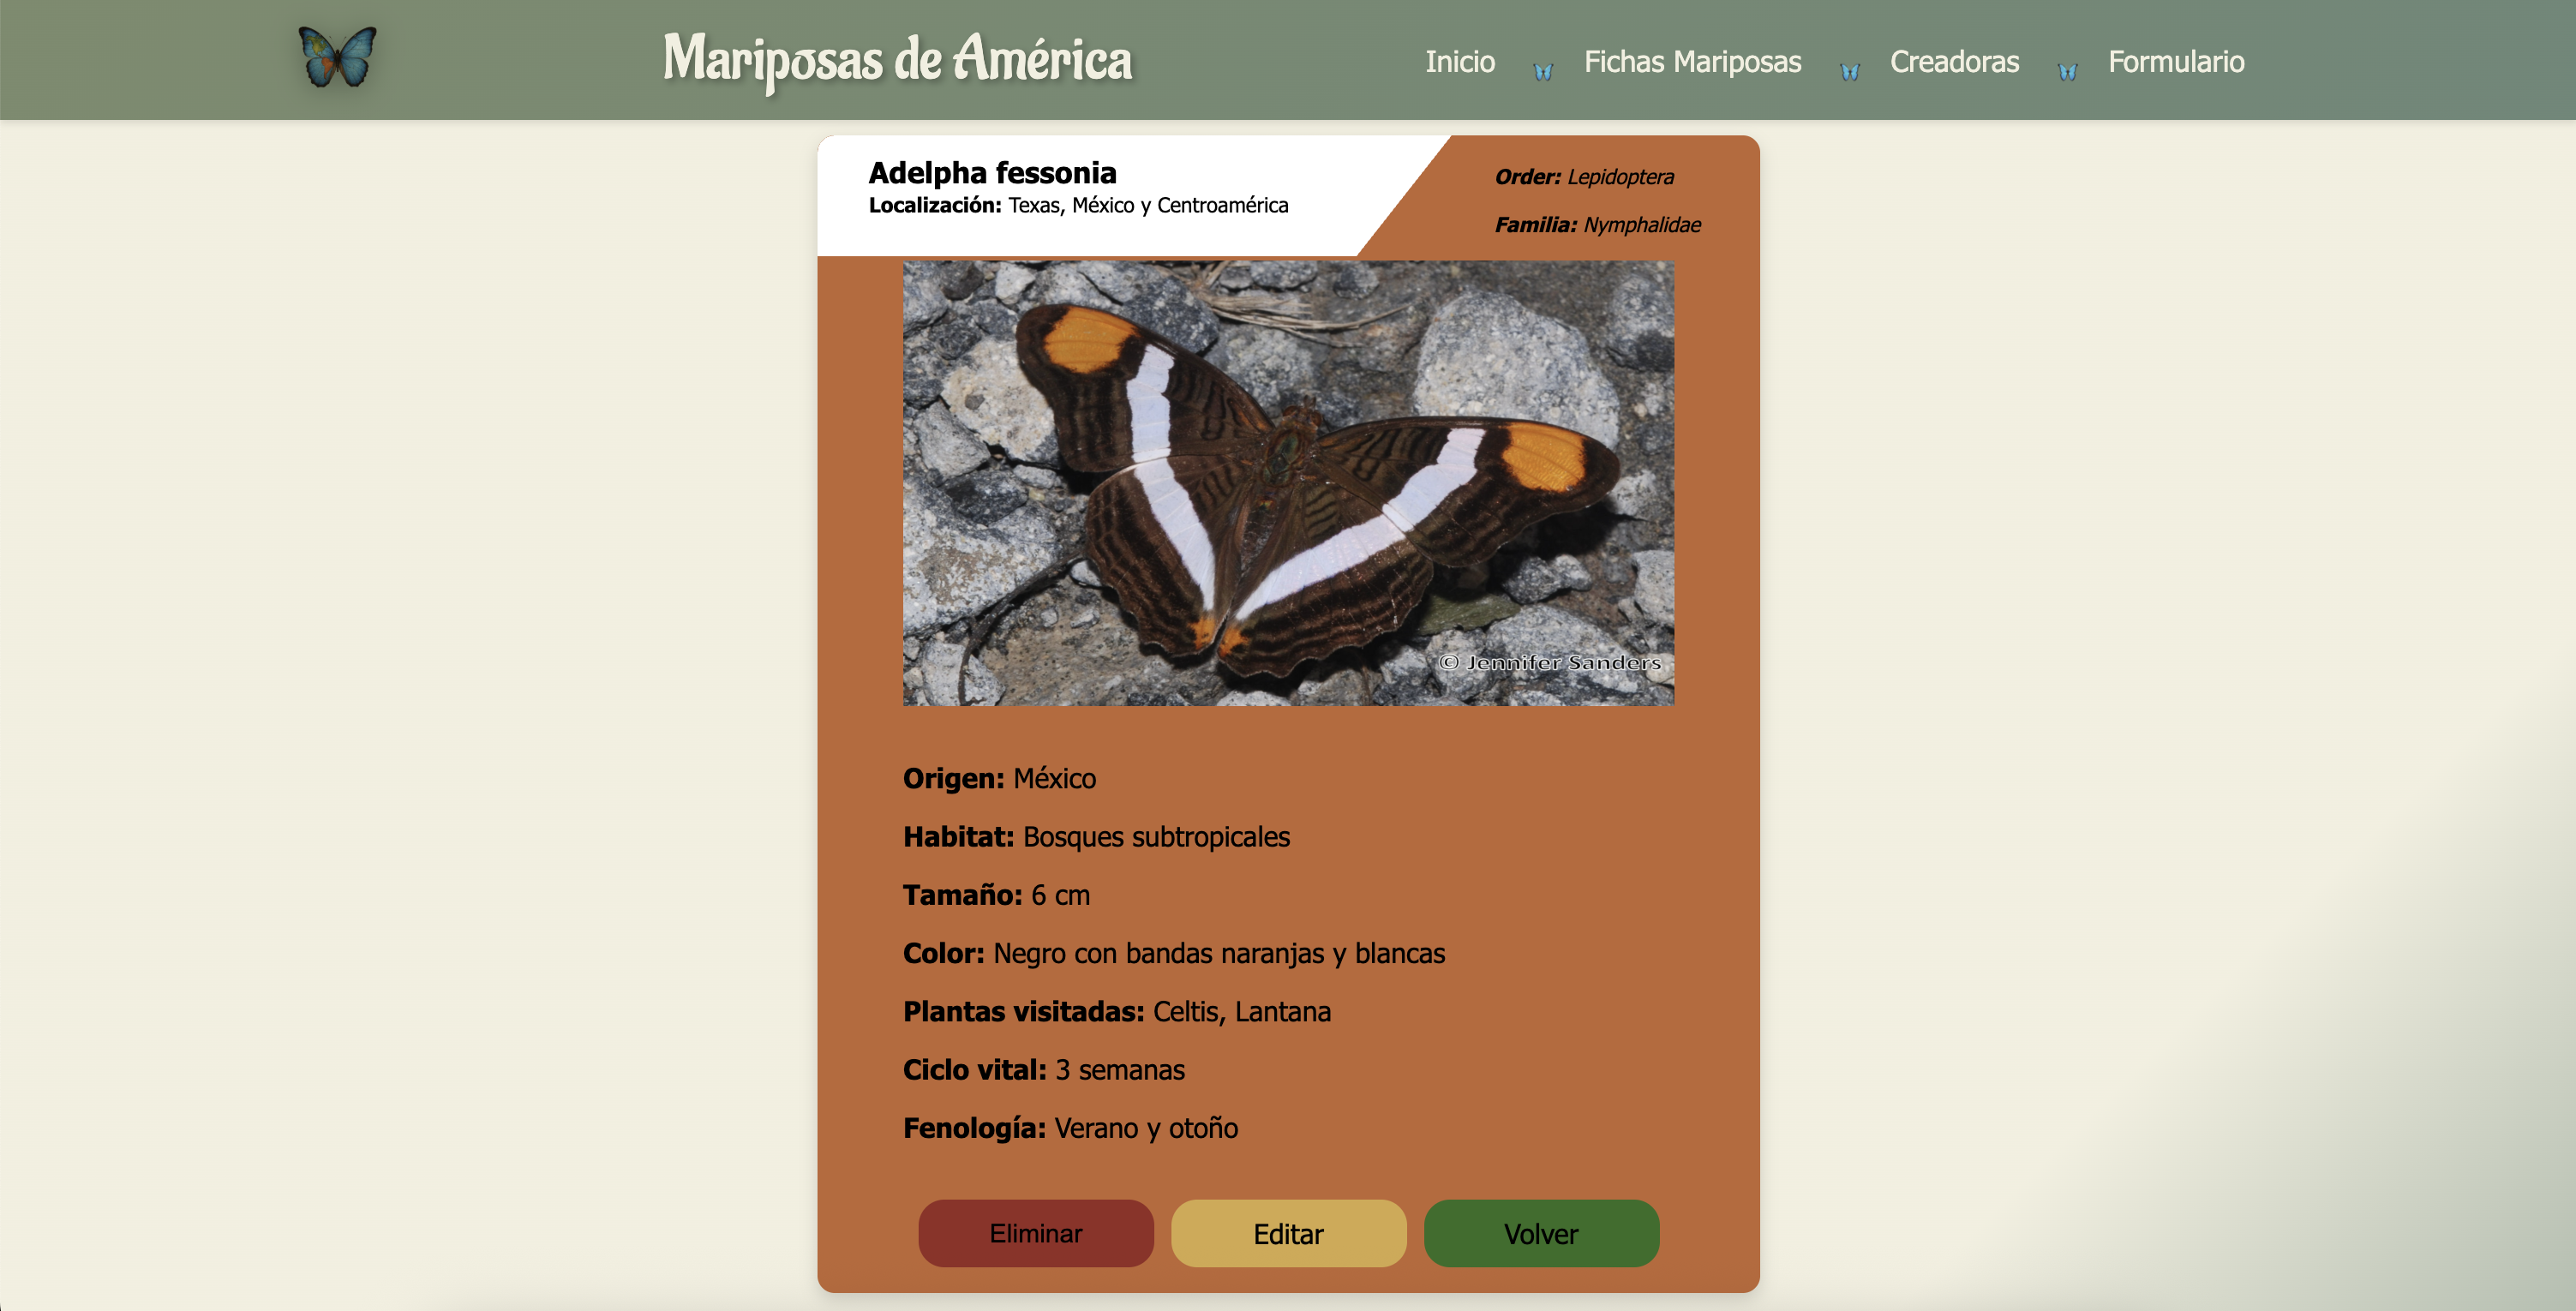 Mariposas de América
Inicio
Fichas Mariposas
Creadoras
Formulario
Adelpha fessonia
Localización: Texas, México y Centroamérica
Order: Lepidoptera
Familia: Nymphalidae
© Jennifer Sanders
Origen: México
Habitat: Bosques subtropicales
Tamaño: 6 cm
Color: Negro con bandas naranjas y blancas
Plantas visitadas: Celtis, Lantana
Ciclo vital: 3 semanas
Fenología: Verano y otoño
Eliminar
Editar
Volver